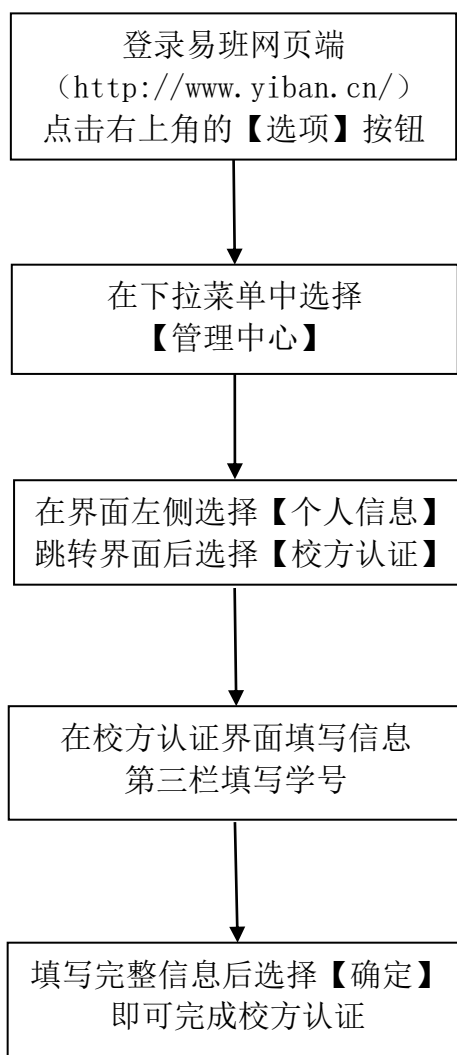 登录易班网页端
（http://www.yiban.cn/）
点击右上角的【选项】按钮
在下拉菜单中选择
【管理中心】
在界面左侧选择【个人信息】
跳转界面后选择【校方认证】
在校方认证界面填写信息
第三栏填写学号
填写完整信息后选择【确定】
即可完成校方认证